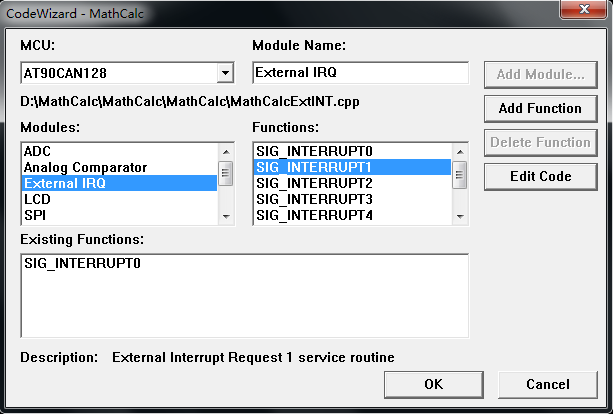 CodeWizard - MathCalc
MCU:
Module Name:
AT90CAN128
External IRQ
Add Module...
D:\MathCalc\MathCalc\MathCalc\MathCalcExtINT.cpp
Add Function
Modules:
Functions:
Delete Function
ADC
Analog Comparator
External IRQ
LCD
SPI
SIG_INTERRUPT0
SIG_INTERRUPT1
SIG_INTERRUPT2
SIG_INTERRUPT3
SIG_INTERRUPT4
Edit Code
Existing Functions:
SIG_INTERRUPT0
Description: External Interrupt Request 1 service routine
OK
Cancel